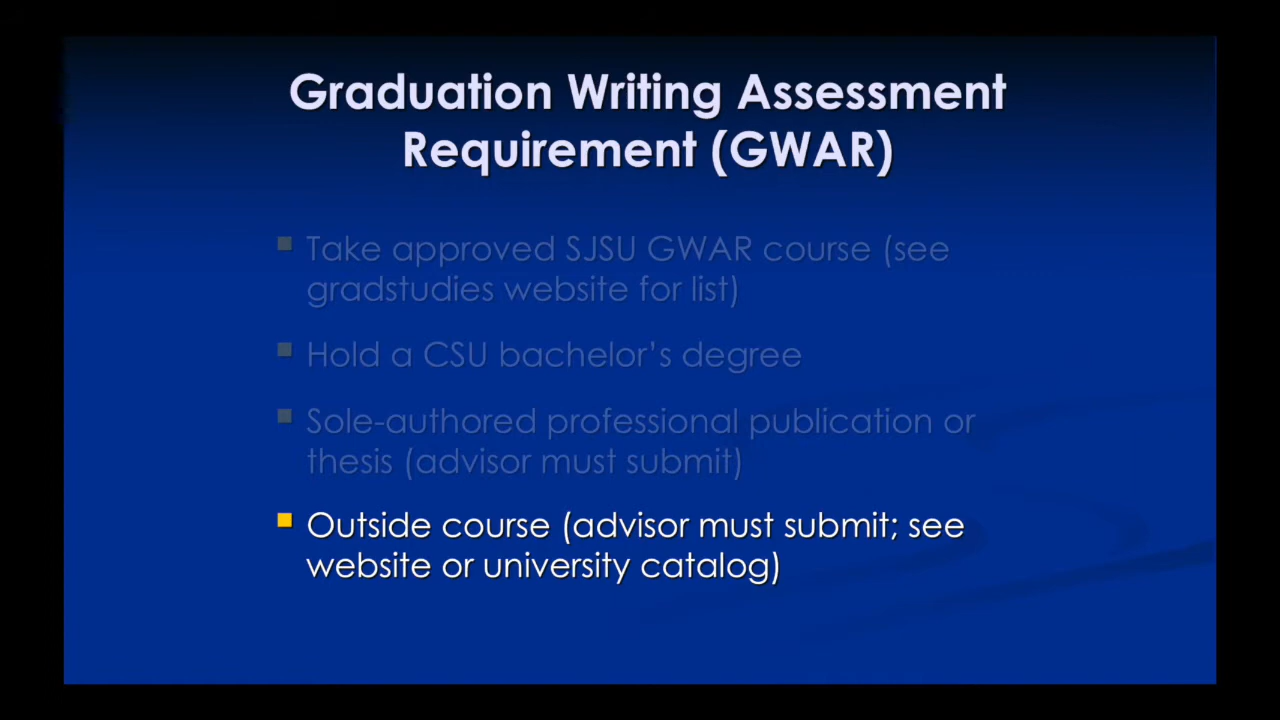 Graduation Writing Assessment
Requirement (GWAR)
Take approved SJSU GWAR course (see
gradstudies website for list)
Hold a CSU bachelor's degree
Sole-authored professional publication or
thesis (advisor must submit)
Outside course (advisor must submit; see
website or university catalog)